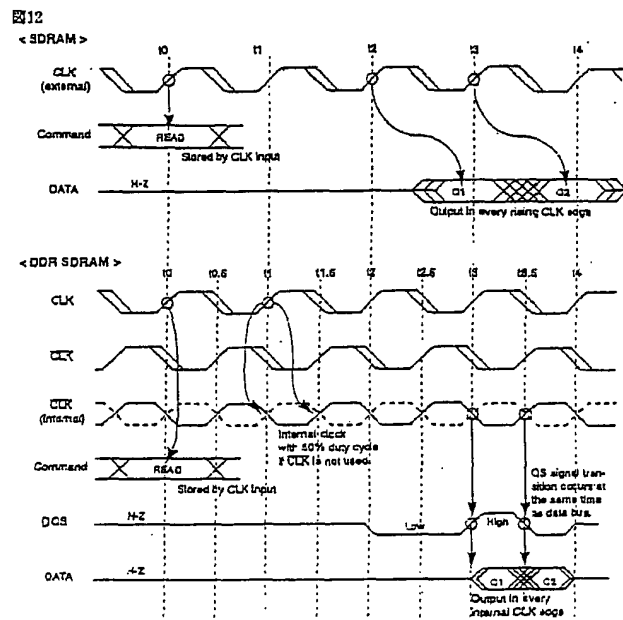 図12
< SDRAM >
t0 t1 t2 t3 t4
CLK
(external)
Command READ
Stored by CLK Input
DATA H-Z Q1 Q2
Output in every rising CLK edge
< DDR SDRAM >
t0 t0.5 t1 t1.5 t2 t2.5 t3 t3.5 t4
CLK
CLK
CLK
(Internal)
Internal clock
with 50% duty cycle
if CLK is not used.
Command READ
Stored by CLK Input
QS signal tran-
sition occurs at
the same time
as data bus.
DQS H-Z Low High
DATA H-Z Q1 Q2
Output in every
internal CLK edge